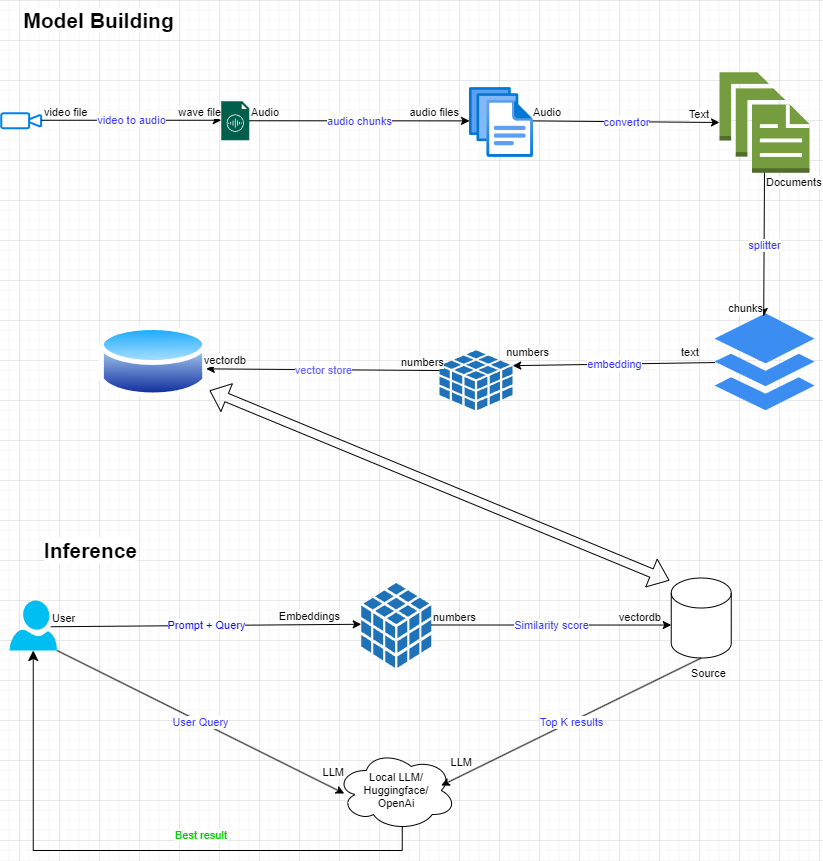 Model Building
video file
video to audio
wave file
Audio
audio chunks
audio files
Audio
convertor
Text
Documents
splitter
chunks
text
embedding
numbers
numbers
vector store
vectordb
Inference
User
Prompt + Query
Embeddings
numbers
Similarity score
vectordb
Source
User Query
Top K results
LLM
LLM
Local LLM/
Huggingface/
OpenAi
Best result